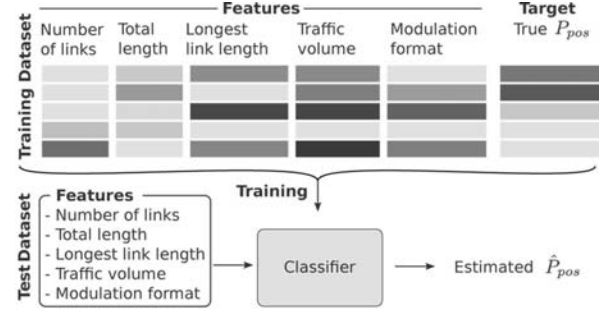 Features
Target
Number of links
Total length
Longest link length
Traffic volume
Modulation format
True P_pos
Training Dataset
Training
Test Dataset
Features
- Number of links
- Total length
- Longest link length
- Traffic volume
- Modulation format
Classifier
Estimated P̂_pos